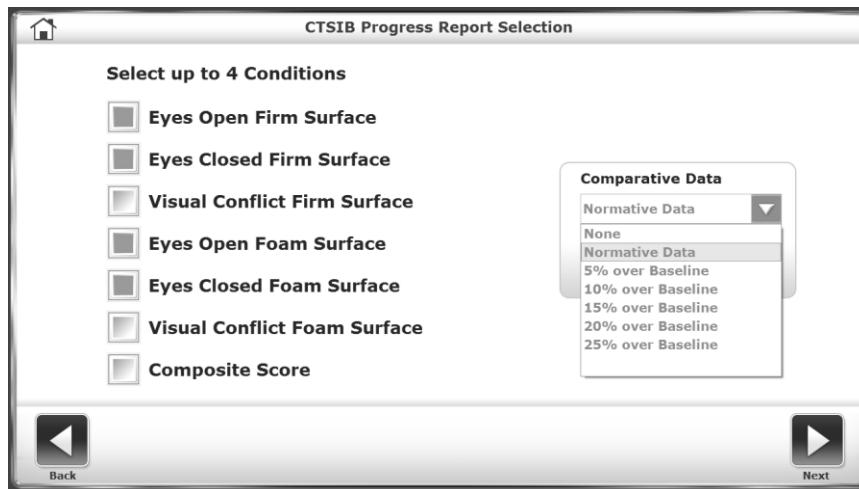 CTSIB Progress Report Selection
Select up to 4 Conditions
Eyes Open Firm Surface
Eyes Closed Firm Surface
Visual Conflict Firm Surface
Eyes Open Foam Surface
Eyes Closed Foam Surface
Visual Conflict Foam Surface
Composite Score
Comparative Data
Normative Data
None
Normative Data
5% over Baseline
10% over Baseline
15% over Baseline
20% over Baseline
25% over Baseline
Back
Next